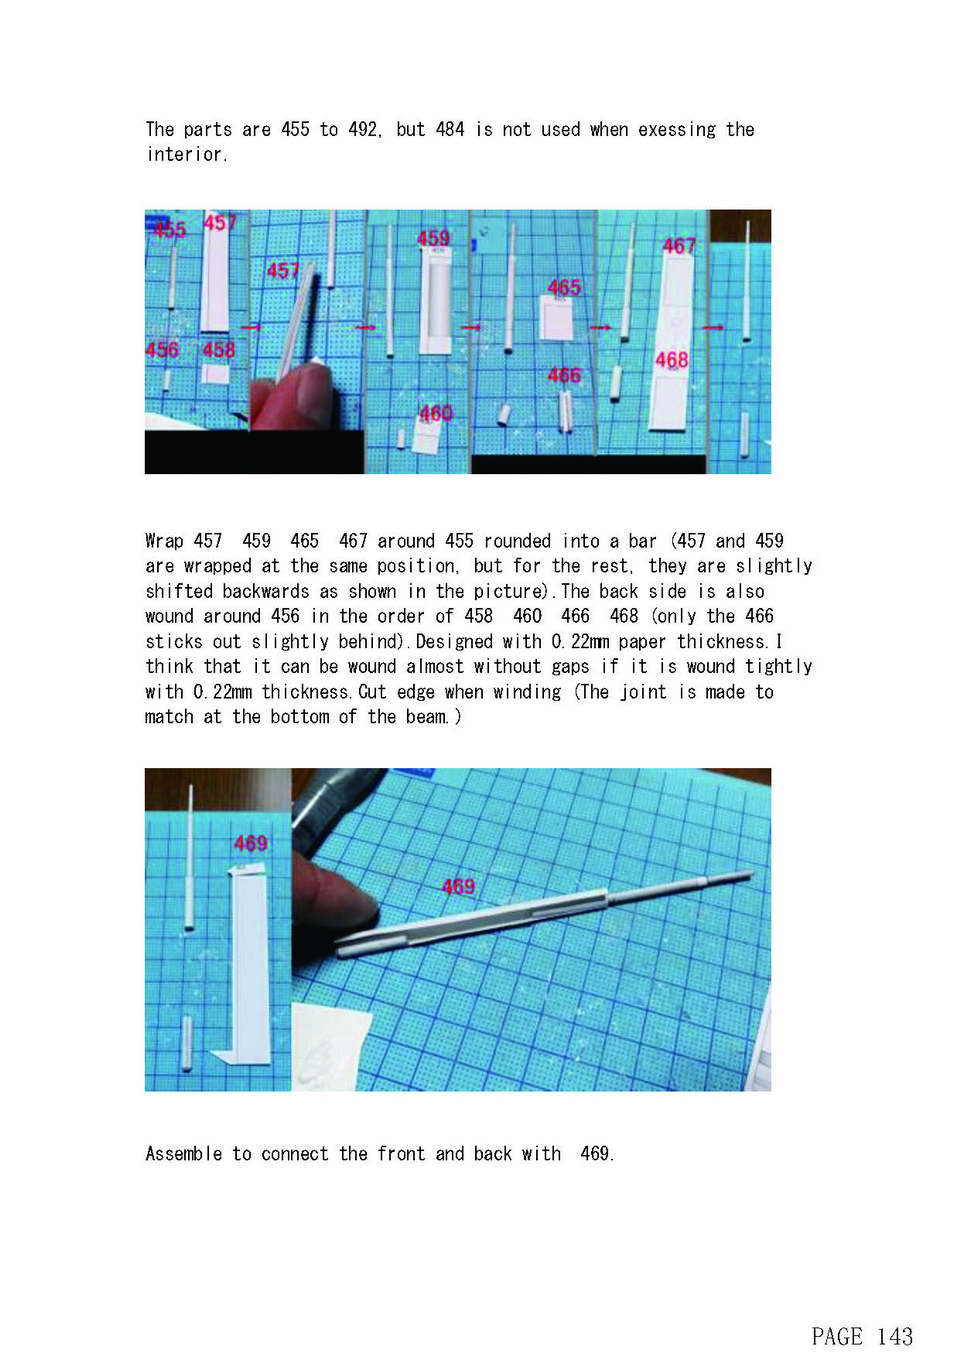 The parts are 455 to 492, but 484 is not used when exessing the
interior.
455 457 457 459 465 467
456 458 460 466 468
Wrap 457 459 465 467 around 455 rounded into a bar (457 and 459
are wrapped at the same position, but for the rest, they are slightly
shifted backwards as shown in the picture).The back side is also
wound around 456 in the order of 458 460 466 468 (only the 466
sticks out slightly behind).Designed with 0.22mm paper thickness.I
think that it can be wound almost without gaps if it is wound tightly
with 0.22mm thickness.Cut edge when winding (The joint is made to
match at the bottom of the beam.)
469
469
Assemble to connect the front and back with 469.
PAGE 143